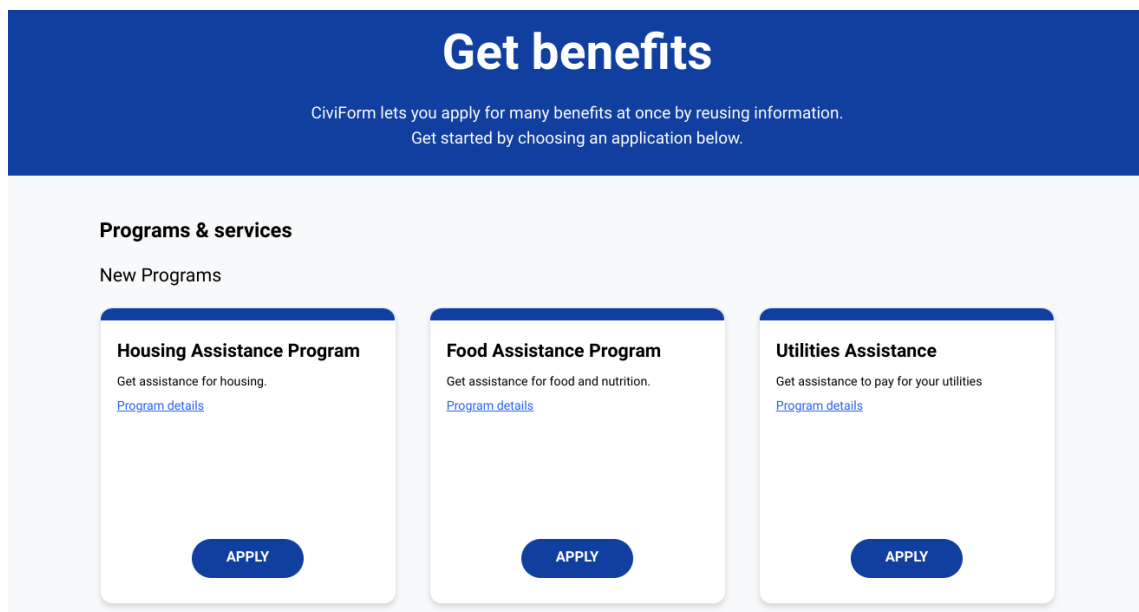 Get benefits
CiviForm lets you apply for many benefits at once by reusing information.
Get started by choosing an application below.
Programs & services
New Programs
Housing Assistance Program
Get assistance for housing.
Program details
APPLY
Food Assistance Program
Get assistance for food and nutrition.
Program details
APPLY
Utilities Assistance
Get assistance to pay for your utilities
Program details
APPLY